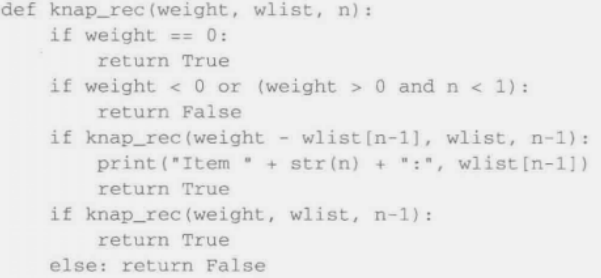 def knap_rec(weight, wlist, n):
    if weight == 0:
        return True
    if weight < 0 or (weight > 0 and n < 1):
        return False
    if knap_rec(weight - wlist[n-1], wlist, n-1):
        print("Item " + str(n) + ":", wlist[n-1])
        return True
    if knap_rec(weight, wlist, n-1):
        return True
    else: return False